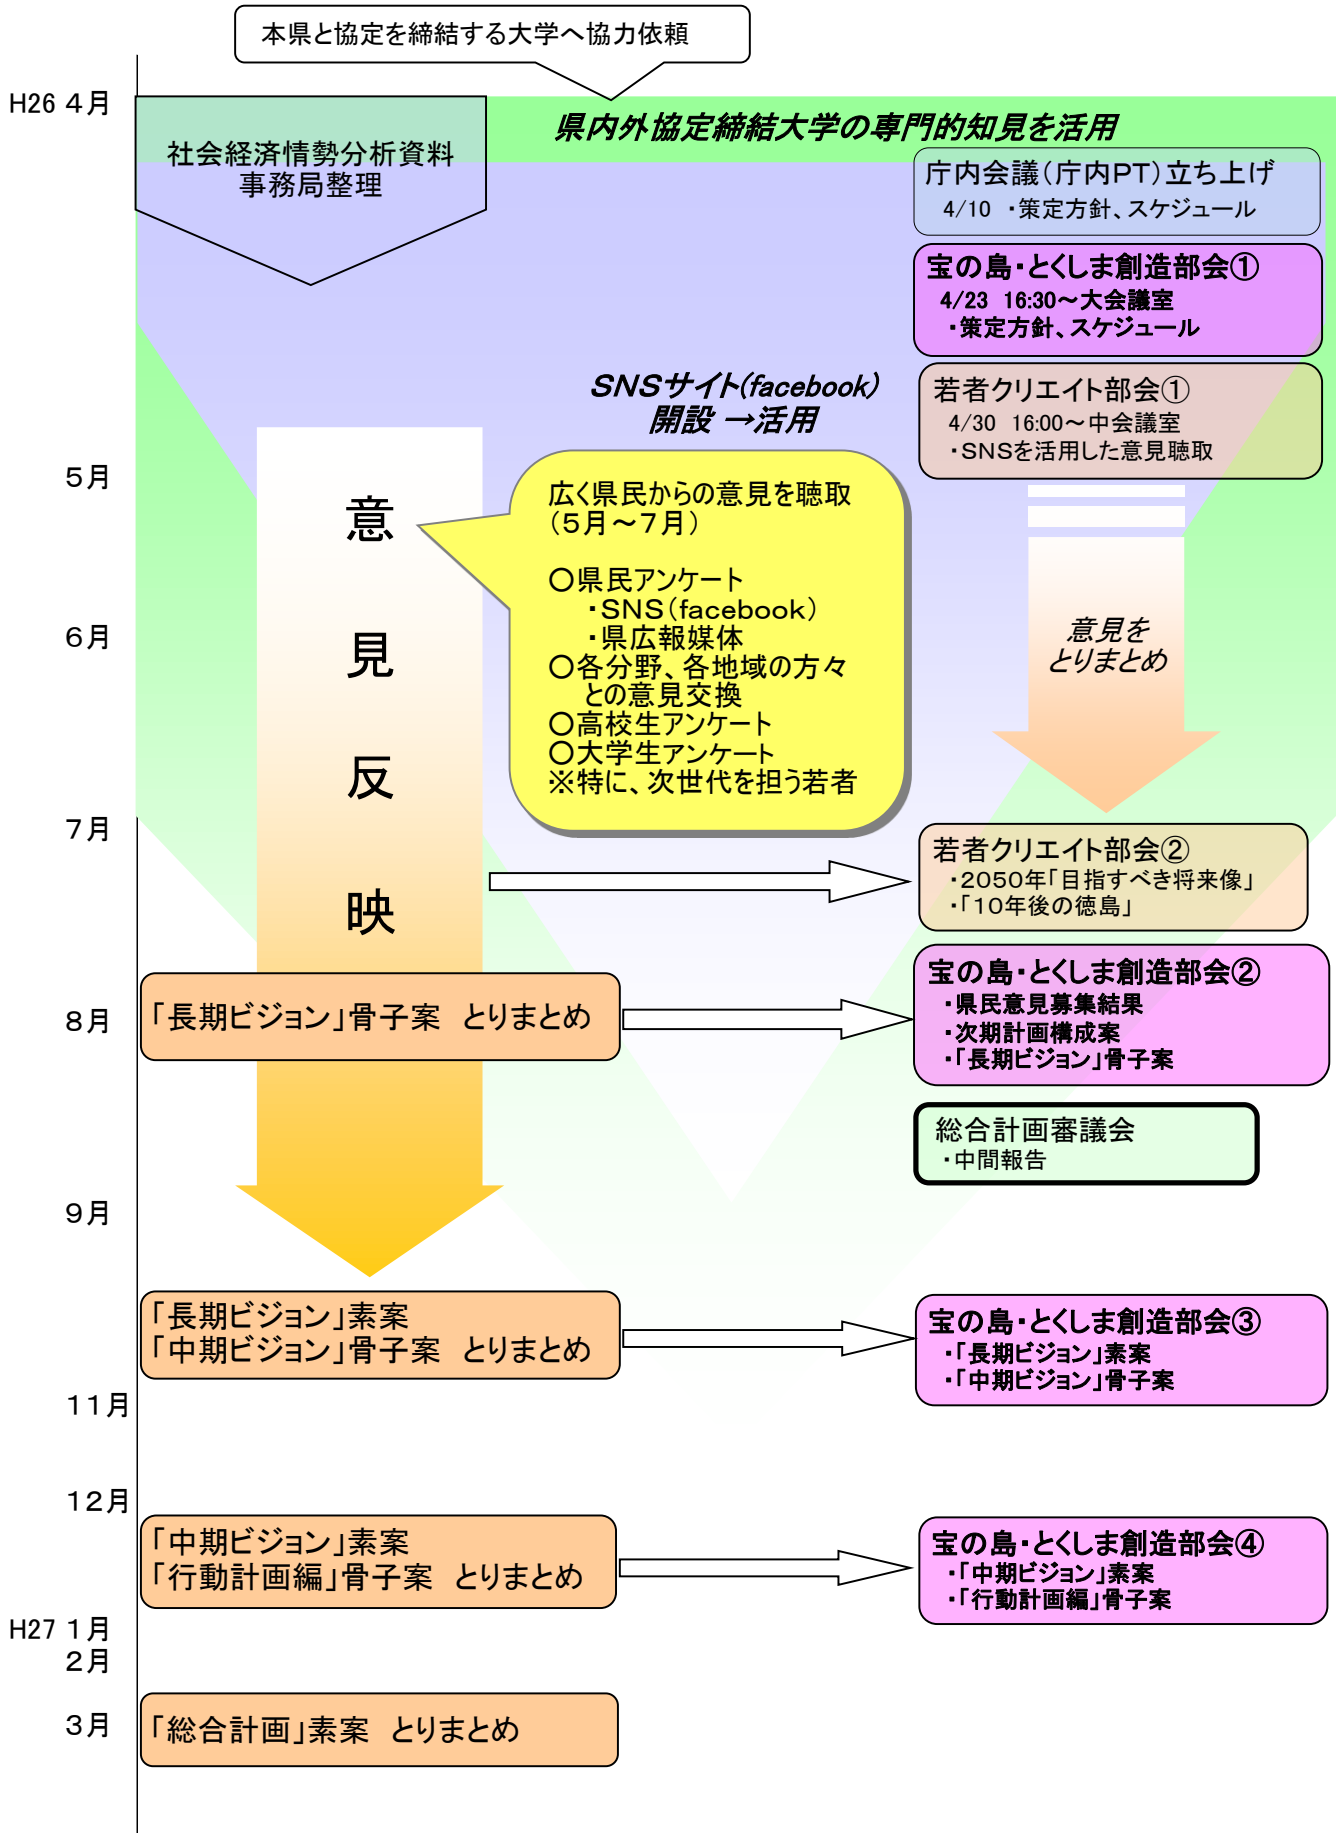 本県と協定を締結する大学へ協力依頼
H26 4月
県内外協定締結大学の専門的知見を活用
社会経済情勢分析資料
事務局整理
庁内会議(庁内PT)立ち上げ
4/10 ・策定方針、スケジュール
宝の島・とくしま創造部会①
4/23 16:30～大会議室
・策定方針、スケジュール
SNSサイト(facebook)
開設 →活用
若者クリエイト部会①
4/30 16:00～中会議室
・SNSを活用した意見聴取
5月
意
見
反
映
広く県民からの意見を聴取
(5月～7月)
○県民アンケート
・SNS(facebook)
・県広報媒体
○各分野、各地域の方々
との意見交換
○高校生アンケート
○大学生アンケート
※特に、次世代を担う若者
6月
意見を
とりまとめ
7月
若者クリエイト部会②
・2050年「目指すべき将来像」
・「10年後の徳島」
8月
「長期ビジョン」骨子案 とりまとめ
宝の島・とくしま創造部会②
・県民意見募集結果
・次期計画構成案
・「長期ビジョン」骨子案
総合計画審議会
・中間報告
9月
「長期ビジョン」素案
「中期ビジョン」骨子案 とりまとめ
宝の島・とくしま創造部会③
・「長期ビジョン」素案
・「中期ビジョン」骨子案
11月
12月
「中期ビジョン」素案
「行動計画編」骨子案 とりまとめ
宝の島・とくしま創造部会④
・「中期ビジョン」素案
・「行動計画編」骨子案
H27 1月
2月
3月
「総合計画」素案 とりまとめ